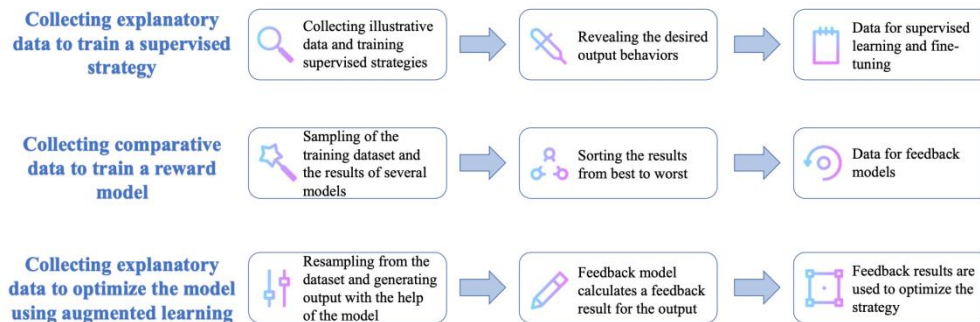 Collecting explanatory
data to train a supervised
strategy
Collecting illustrative
data and training
supervised strategies
Revealing the desired
output behaviors
Data for supervised
learning and fine-
tuning
Collecting comparative
data to train a reward
model
Sampling of the
training dataset and
the results of several
models
Sorting the results
from best to worst
Data for feedback
models
Collecting explanatory
data to optimize the model
using augmented learning
Resampling from the
dataset and generating
output with the help
of the model
Feedback model
calculates a feedback
result for the output
Feedback results are
used to optimize the
strategy